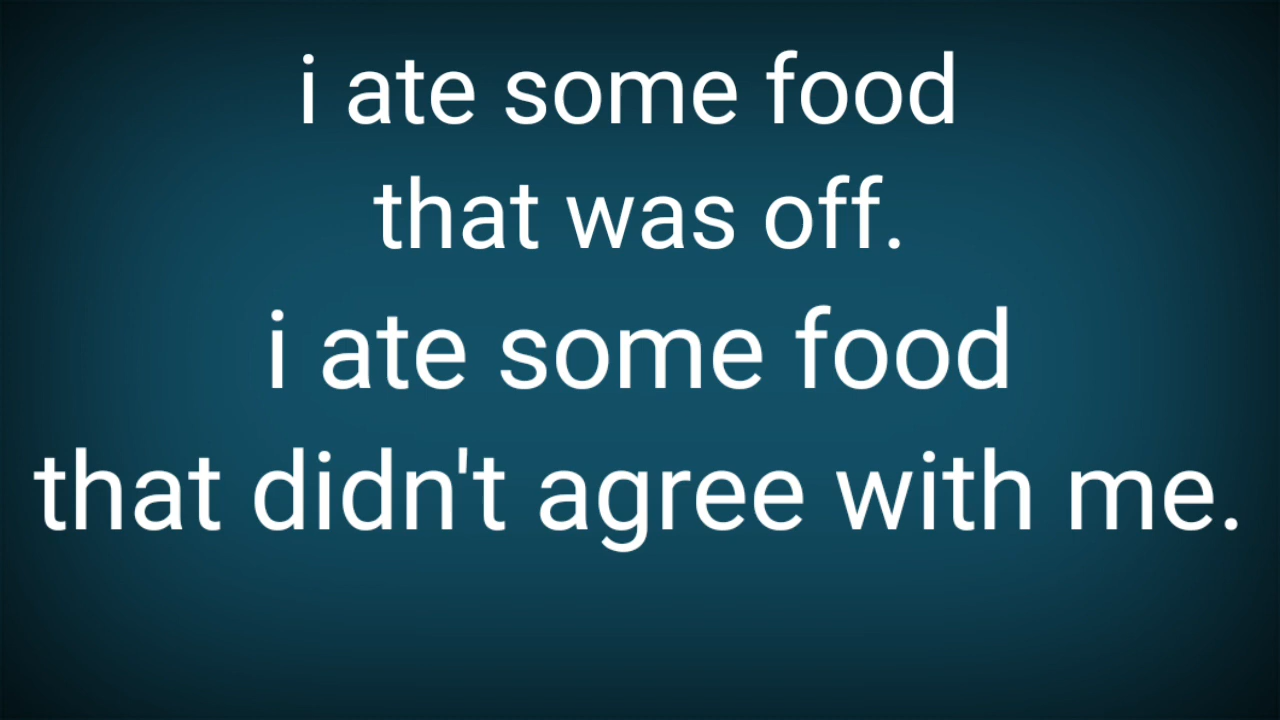 i ate some food
that was off.
i ate some food
that didn't agree with me.